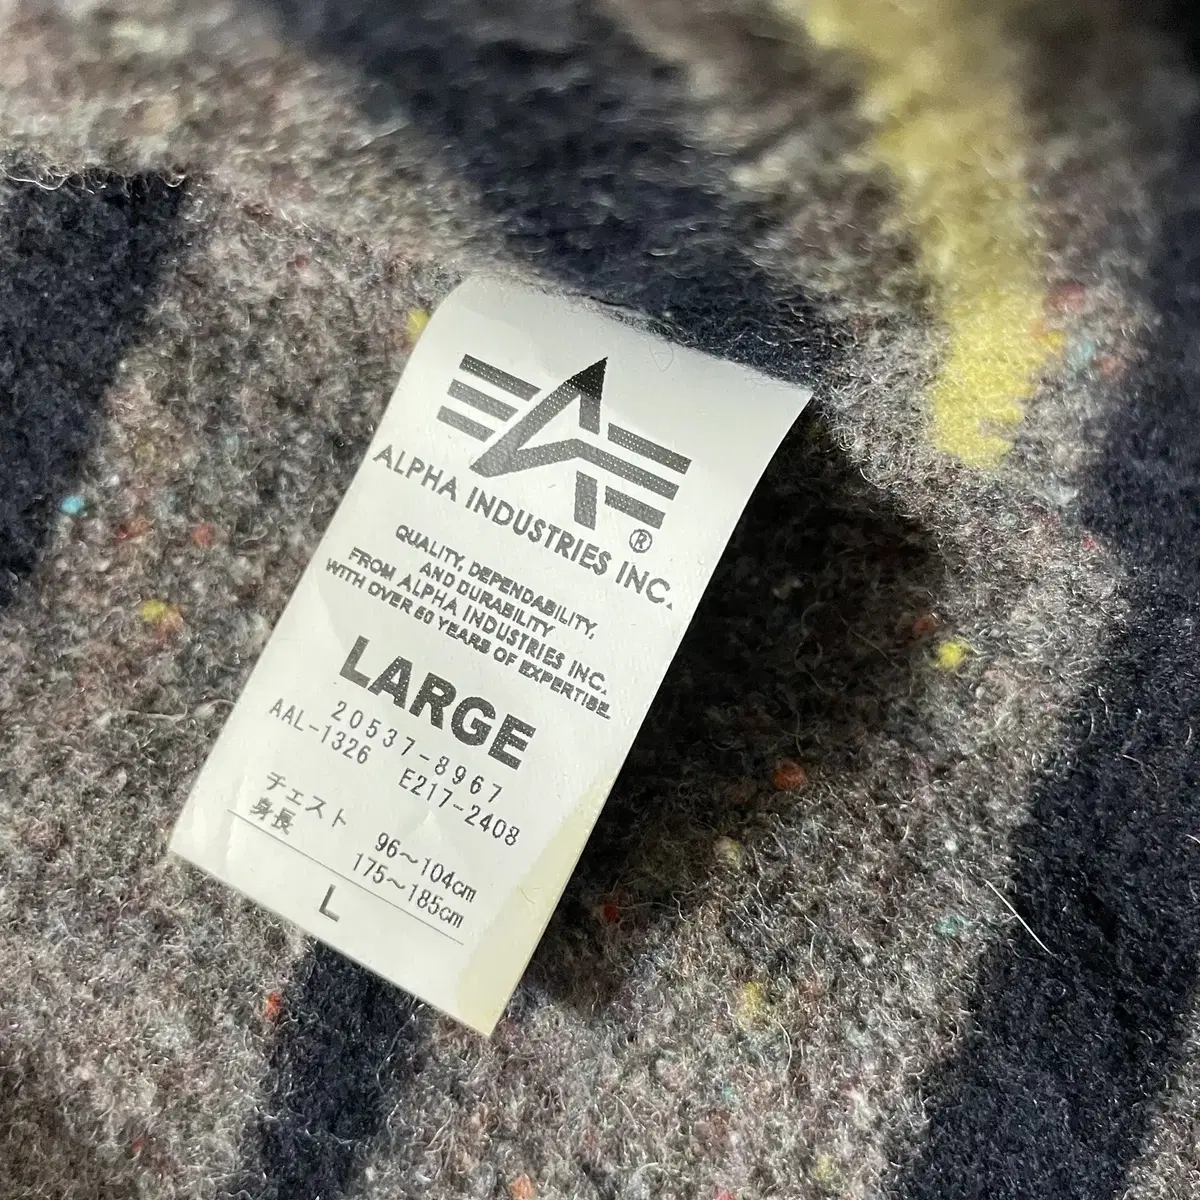 ALPHA INDUSTRIES INC.
®
QUALITY, DEPENDABILITY,
AND DURABILITY
FROM ALPHA INDUSTRIES INC.
WITH OVER 60 YEARS OF EXPERTISE.
LARGE
20537-8967
AAL-1326 E217-2408
チェスト 96～104cm
身長 175～185cm
L